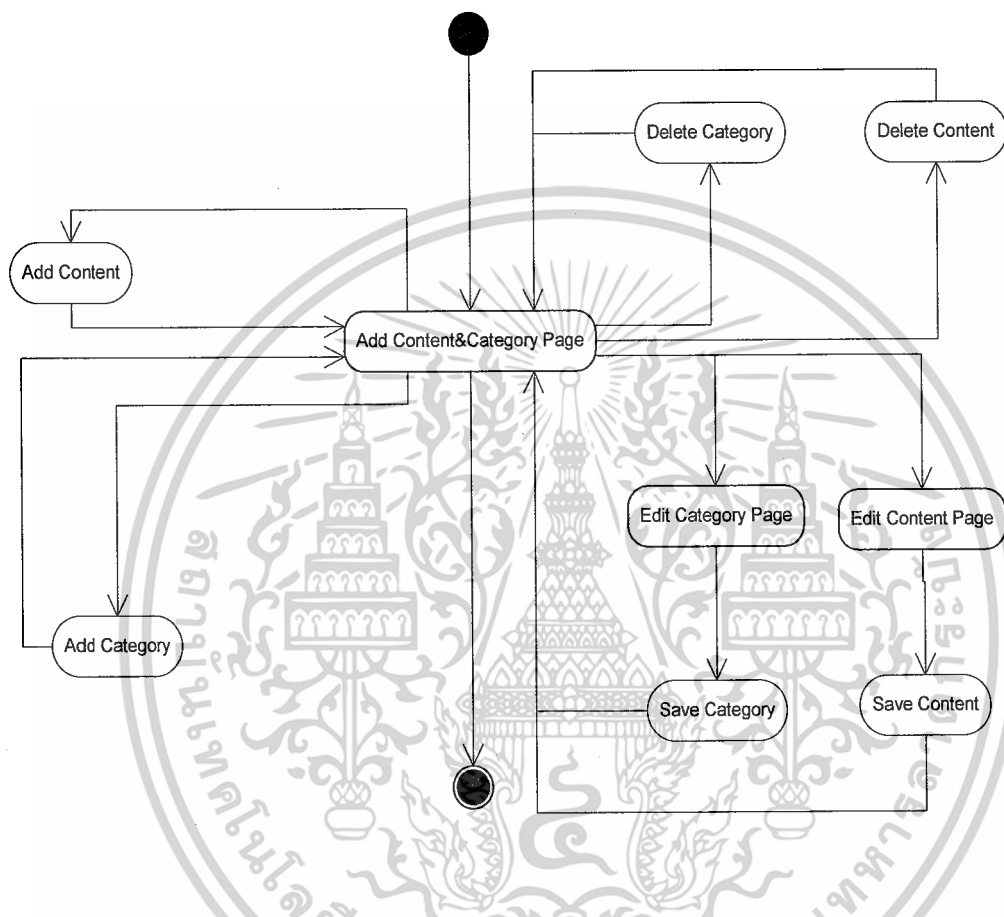 Delete Category
Delete Content
Add Content
Add Content&Category Page
Edit Category Page
Edit Content Page
Add Category
Save Category
Save Content